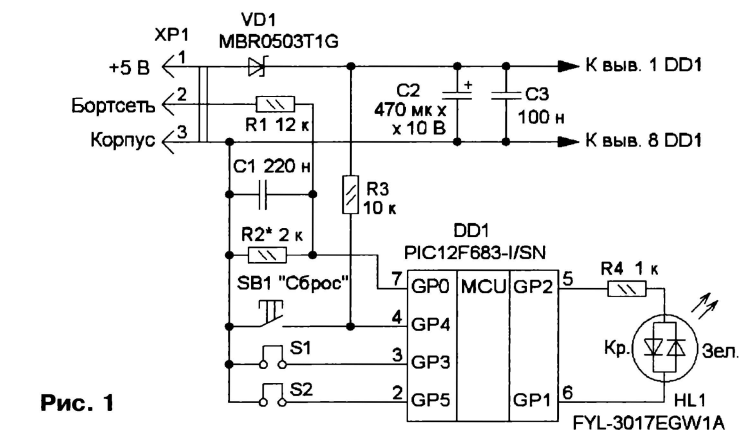 VD1
MBR0503T1G
XP1
+5 В
1
К выв. 1 DD1
Бортсеть
2
R1 12 к
C2
470 мк х
х 10 В
+
C3
100 н
Корпус
3
К выв. 8 DD1
C1 220 н
R3
10 к
R2* 2 к
DD1
PIC12F683-I/SN
SB1 "Сброс"
7
GP0
MCU
GP2
5
R4 1 к
4
GP4
S1
3
GP3
Кр.
Зел.
S2
2
GP5
GP1
6
HL1
FYL-3017EGW1A
Рис. 1